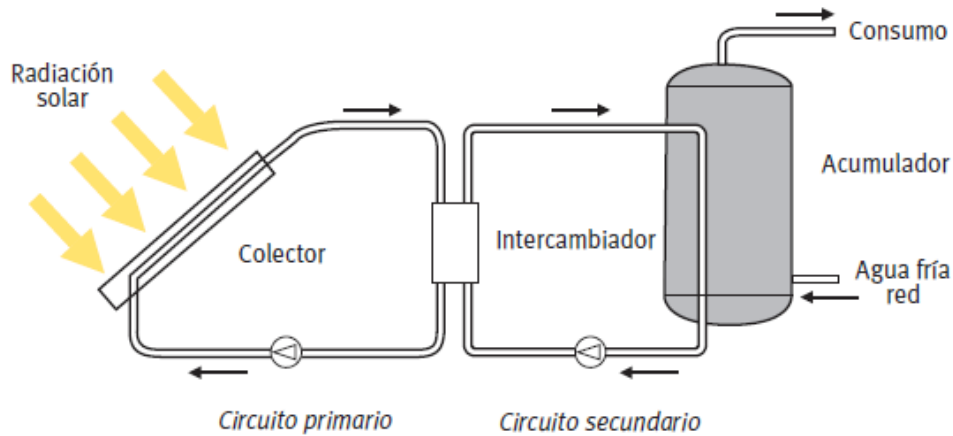 Consumo
Radiación
solar
Acumulador
Colector
Intercambiador
Agua fría
red
Circuito primario
Circuito secundario